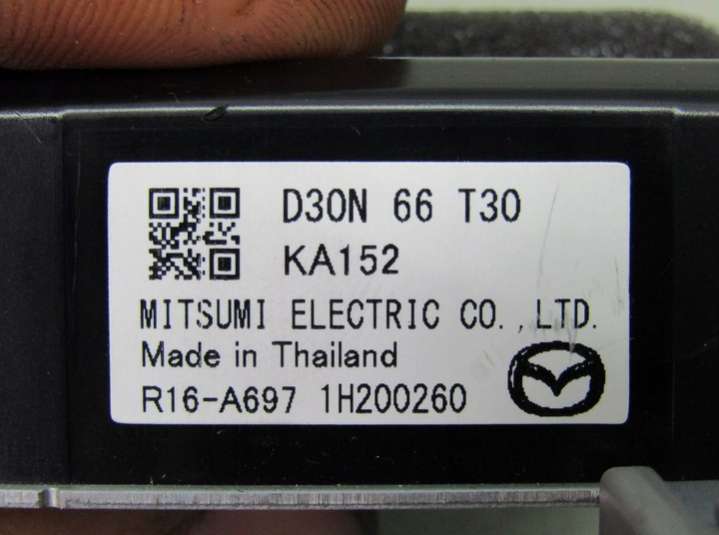 D30N 66 T30
KA152
MITSUMI ELECTRIC CO.,LTD.
Made in Thailand
R16-A697 1H200260